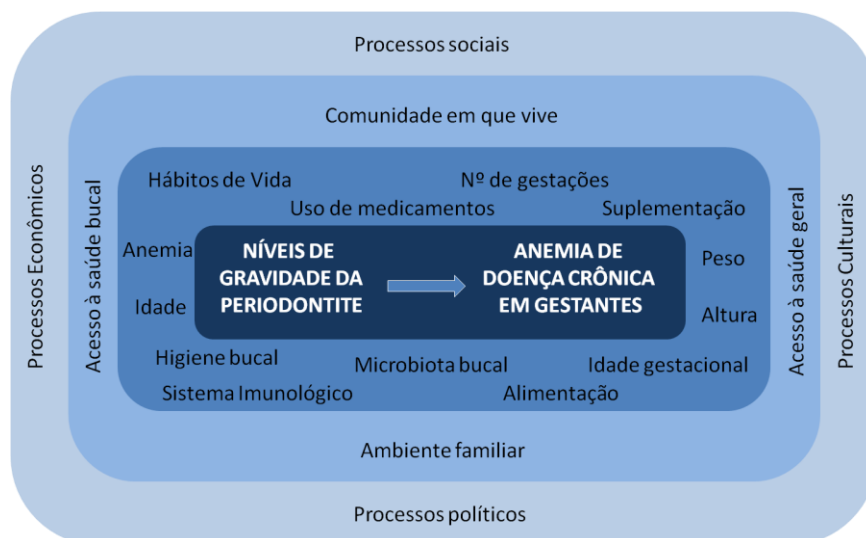 Processos sociais
Comunidade em que vive
Processos Econômicos
Acesso à saúde bucal
Hábitos de Vida
Nº de gestações
Uso de medicamentos
Suplementação
Anemia
Idade
NÍVEIS DE
GRAVIDADE DA
PERIODONTITE
ANEMIA DE
DOENÇA CRÔNICA
EM GESTANTES
Peso
Altura
Higiene bucal
Microbiota bucal
Idade gestacional
Sistema Imunológico
Alimentação
Acesso à saúde geral
Processos Culturais
Ambiente familiar
Processos políticos